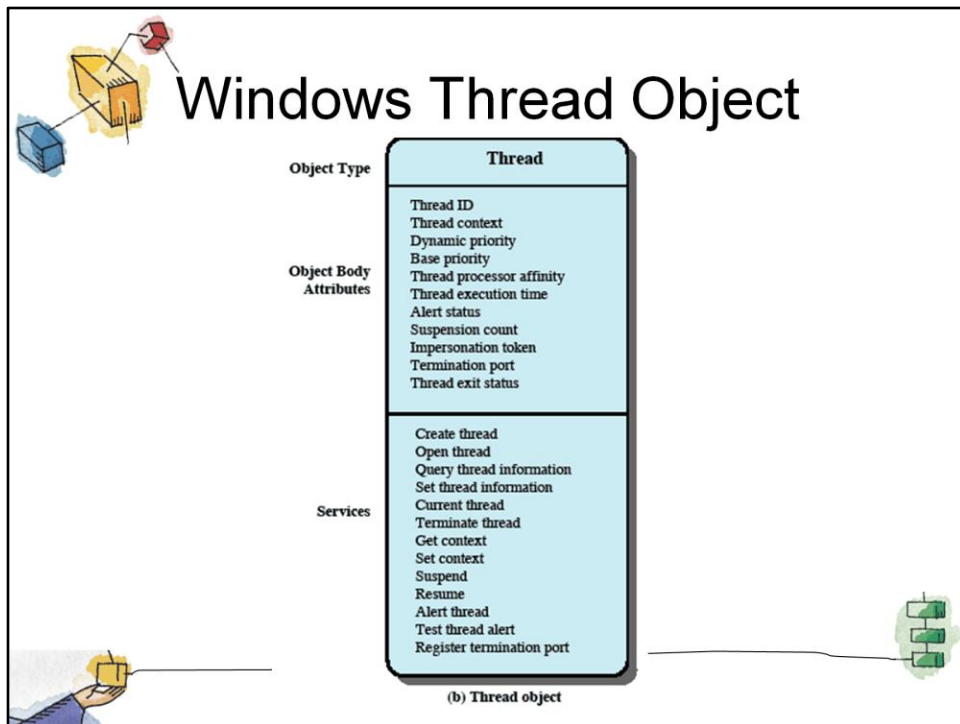 Windows Thread Object
Object Type
Thread
Object Body
Attributes
Thread ID
Thread context
Dynamic priority
Base priority
Thread processor affinity
Thread execution time
Alert status
Suspension count
Impersonation token
Termination port
Thread exit status
Services
Create thread
Open thread
Query thread information
Set thread information
Current thread
Terminate thread
Get context
Set context
Suspend
Resume
Alert thread
Test thread alert
Register termination port
(b) Thread object